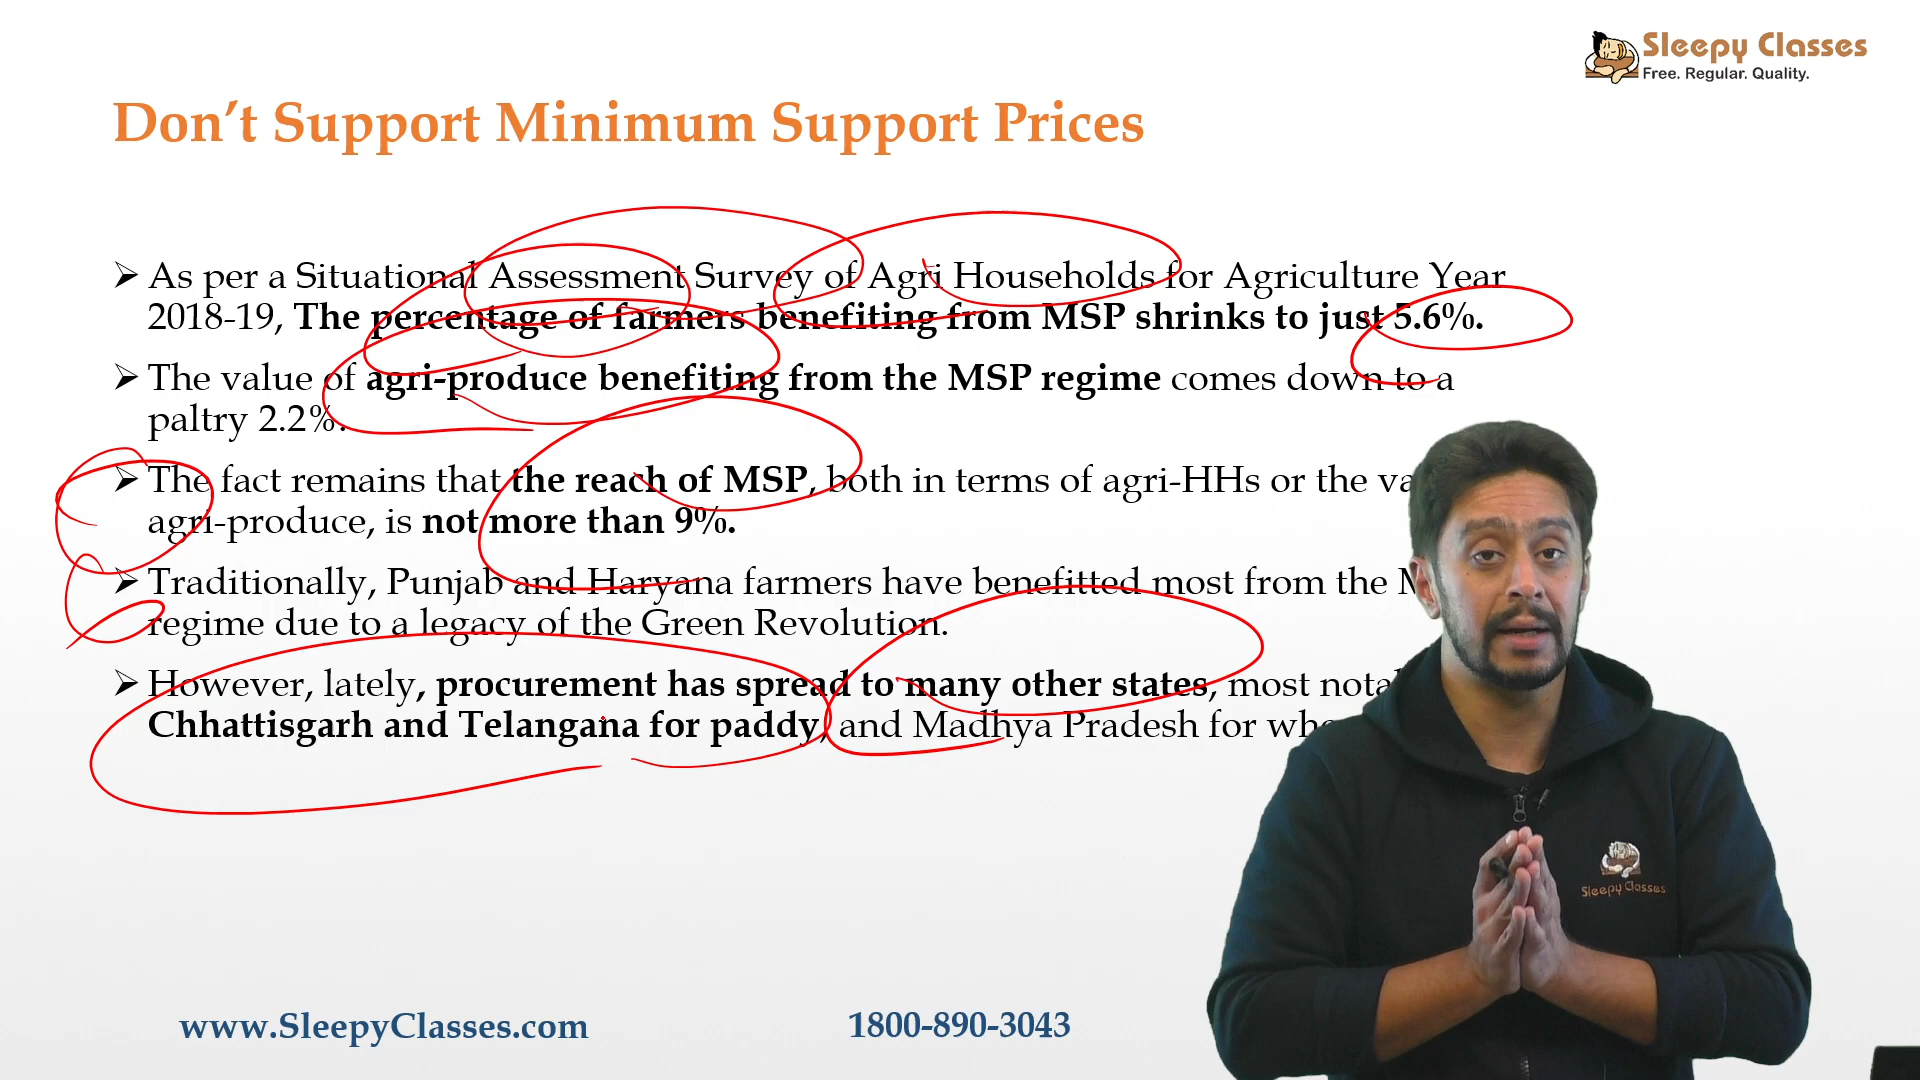 Sleepy Classes
Free. Regular. Quality.
Don’t Support Minimum Support Prices
➢ As per a Situational Assessment Survey of Agri Households for Agriculture Year
2018-19, The percentage of farmers benefiting from MSP shrinks to just 5.6%.
➢ The value of agri-produce benefiting from the MSP regime comes down to a
paltry 2.2%.
➢ The fact remains that the reach of MSP, both in terms of agri-HHs or the
agri-produce, is not more than 9%.
➢ Traditionally, Punjab and Haryana farmers have benefitted most from the
regime due to a legacy of the Green Revolution.
➢ However, lately, procurement has spread to many other states, most
Chhattisgarh and Telangana for paddy, and Madhya Pradesh for
Sleepy Classes
www.SleepyClasses.com
1800-890-3043